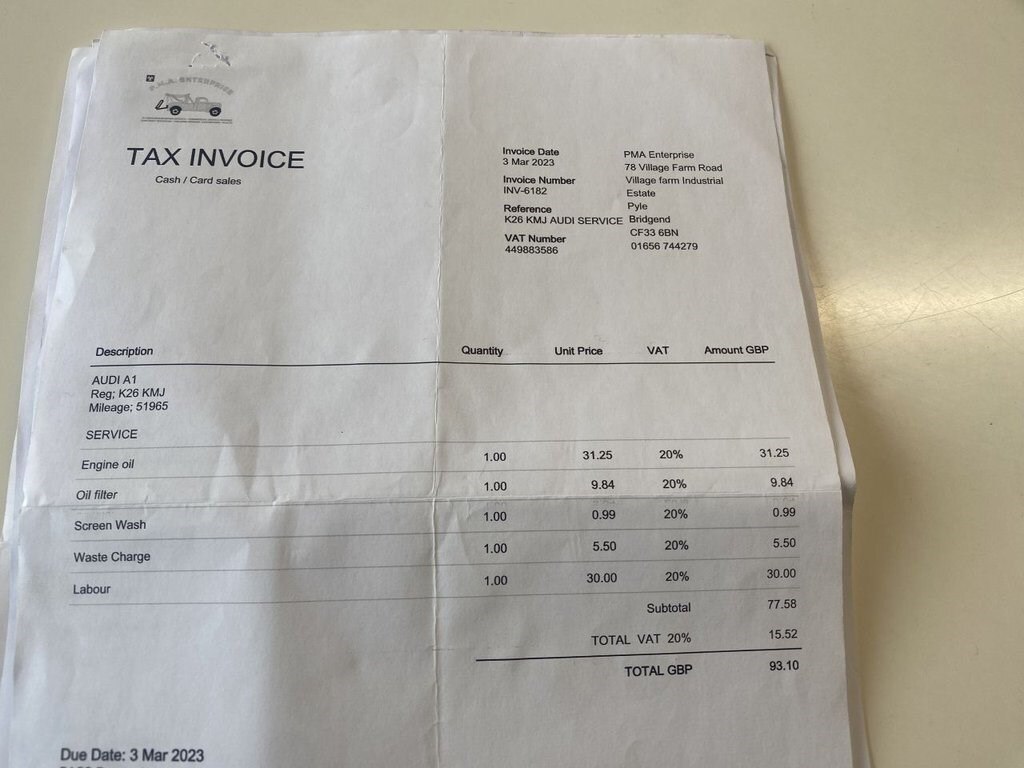 P.M.A. ENTERPRISE
TAX INVOICE
Cash / Card sales
Invoice Date
3 Mar 2023
Invoice Number
INV-6182
Reference
K26 KMJ AUDI SERVICE
VAT Number
449883586
PMA Enterprise
78 Village Farm Road
Village farm Industrial
Estate
Pyle
Bridgend
CF33 6BN
01656 744279
Description Quantity Unit Price VAT Amount GBP
AUDI A1
Reg; K26 KMJ
Mileage; 51965
SERVICE
Engine oil 1.00 31.25 20% 31.25
Oil filter 1.00 9.84 20% 9.84
Screen Wash 1.00 0.99 20% 0.99
Waste Charge 1.00 5.50 20% 5.50
Labour 1.00 30.00 20% 30.00
Subtotal 77.58
TOTAL VAT 20% 15.52
TOTAL GBP 93.10
Due Date: 3 Mar 2023